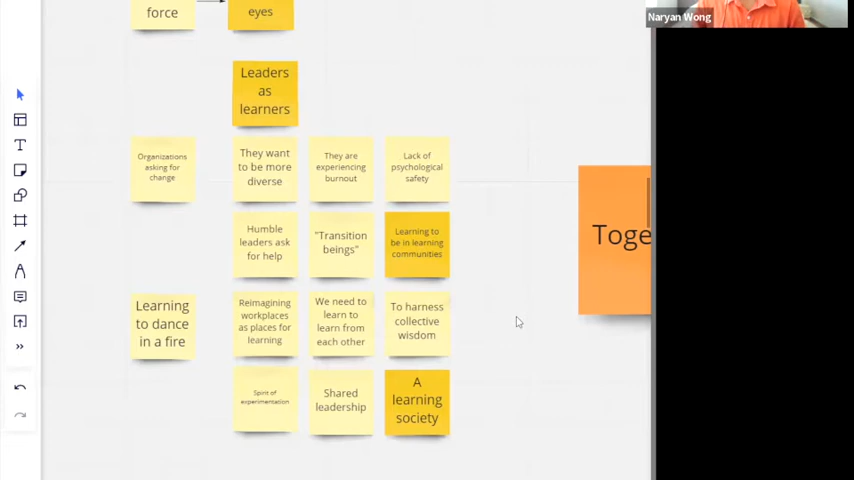 force
eyes
Naryan Wong
Leaders
as
learners
Organizations
asking for
change
They want
to be more
diverse
They are
experiencing
burnout
Lack of
psychological
safety
Humble
leaders ask
for help
"Transition
beings"
Learning to
be in learning
communities
Toge
Learning
to dance
in a fire
Reimagining
workplaces
as places for
learning
We need to
learn to
learn from
each other
To harness
collective
wisdom
Spirit of
experimentation
Shared
leadership
A
learning
society